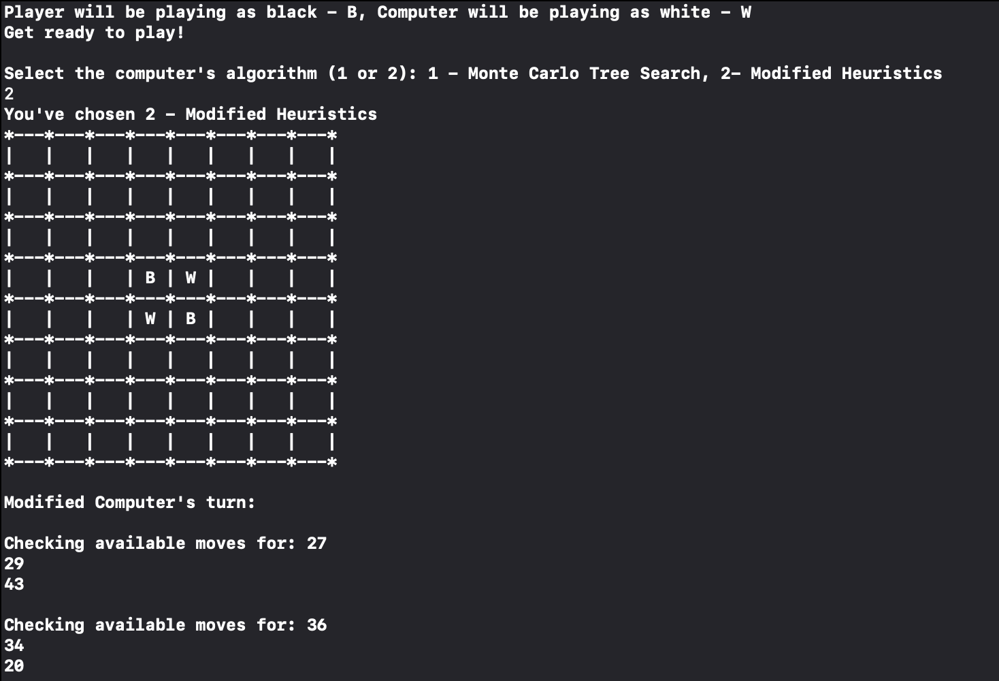 Player will be playing as black - B, Computer will be playing as white - W
Get ready to play!
Select the computer's algorithm (1 or 2): 1 - Monte Carlo Tree Search, 2- Modified Heuristics
2
You've chosen 2 - Modified Heuristics
*---*---*---*---*---*---*---*---*
|   |   |   |   |   |   |   |   |
*---*---*---*---*---*---*---*---*
|   |   |   |   |   |   |   |   |
*---*---*---*---*---*---*---*---*
|   |   |   |   |   |   |   |   |
*---*---*---*---*---*---*---*---*
|   |   |   | B | W |   |   |   |
*---*---*---*---*---*---*---*---*
|   |   |   | W | B |   |   |   |
*---*---*---*---*---*---*---*---*
|   |   |   |   |   |   |   |   |
*---*---*---*---*---*---*---*---*
|   |   |   |   |   |   |   |   |
*---*---*---*---*---*---*---*---*
|   |   |   |   |   |   |   |   |
*---*---*---*---*---*---*---*---*
Modified Computer's turn:
Checking available moves for: 27
29
43
Checking available moves for: 36
34
20